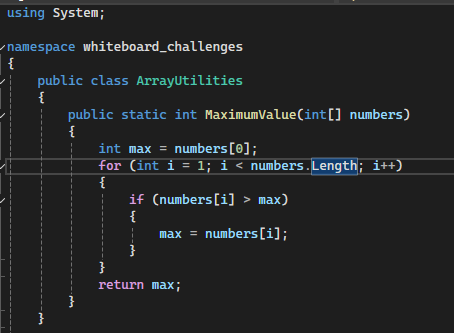 using System;
namespace whiteboard_challenges
{
public class ArrayUtilities
{
public static int MaximumValue(int[] numbers)
{
int max = numbers[0];
for (int i = 1; i < numbers.Length; i++)
{
if (numbers[i] > max)
{
max = numbers[i];
}
}
return max;
}
}